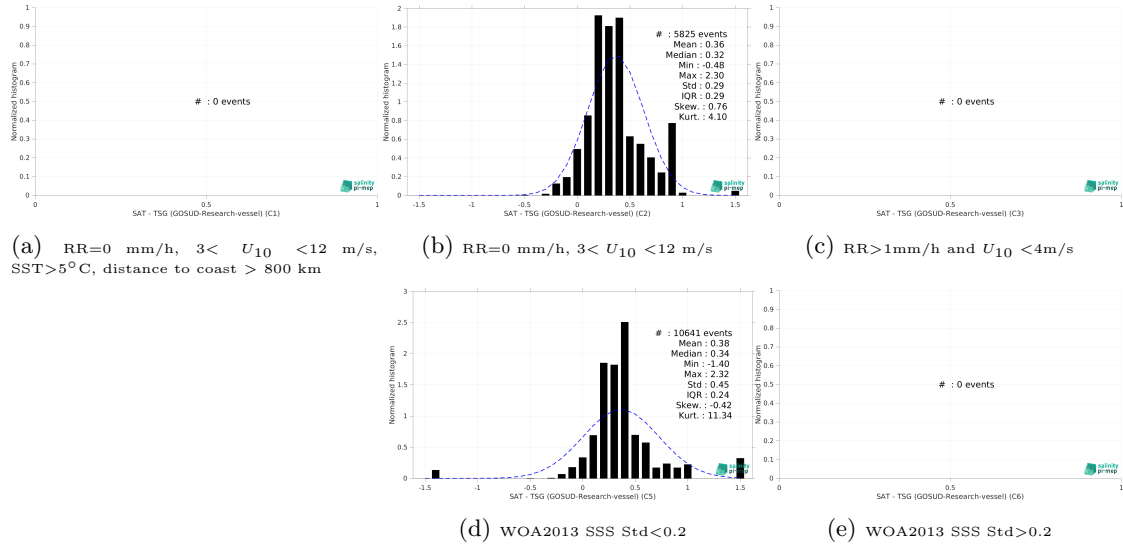 1
0.9
0.8
0.7
0.6
0.5
0.4
0.3
0.2
0.1
0
Normalized histogram
# : 0 events
0 0.5 1
SAT - TSG (GOSUD-Research-vessel) (C1)
salinity
pi-mep
(a) RR=0 mm/h, 3< U10 <12 m/s,
SST>5°C, distance to coast > 800 km
2
1.8
1.6
1.4
1.2
1
0.8
0.6
0.4
0.2
0
Normalized histogram
# : 5825 events
Mean : 0.36
Median : 0.32
Min : -0.48
Max : 2.30
Std : 0.29
IQR : 0.29
Skew. : 0.76
Kurt. : 4.10
-1.5 -1 -0.5 0 0.5 1 1.5
SAT - TSG (GOSUD-Research-vessel) (C2)
salinity
pi-mep
(b) RR=0 mm/h, 3< U10 <12 m/s
1
0.9
0.8
0.7
0.6
0.5
0.4
0.3
0.2
0.1
0
Normalized histogram
# : 0 events
0 0.5 1
SAT - TSG (GOSUD-Research-vessel) (C3)
salinity
pi-mep
(c) RR>1mm/h and U10 <4m/s
3
2.5
2
1.5
1
0.5
0
Normalized histogram
# : 10641 events
Mean : 0.38
Median : 0.34
Min : -1.40
Max : 2.32
Std : 0.45
IQR : 0.24
Skew. : -0.42
Kurt. : 11.34
-1.5 -1 -0.5 0 0.5 1 1.5
SAT - TSG (GOSUD-Research-vessel) (C5)
salinity
pi-mep
(d) WOA2013 SSS Std<0.2
1
0.9
0.8
0.7
0.6
0.5
0.4
0.3
0.2
0.1
0
Normalized histogram
# : 0 events
0 0.5 1
SAT - TSG (GOSUD-Research-vessel) (C6)
salinity
pi-mep
(e) WOA2013 SSS Std>0.2